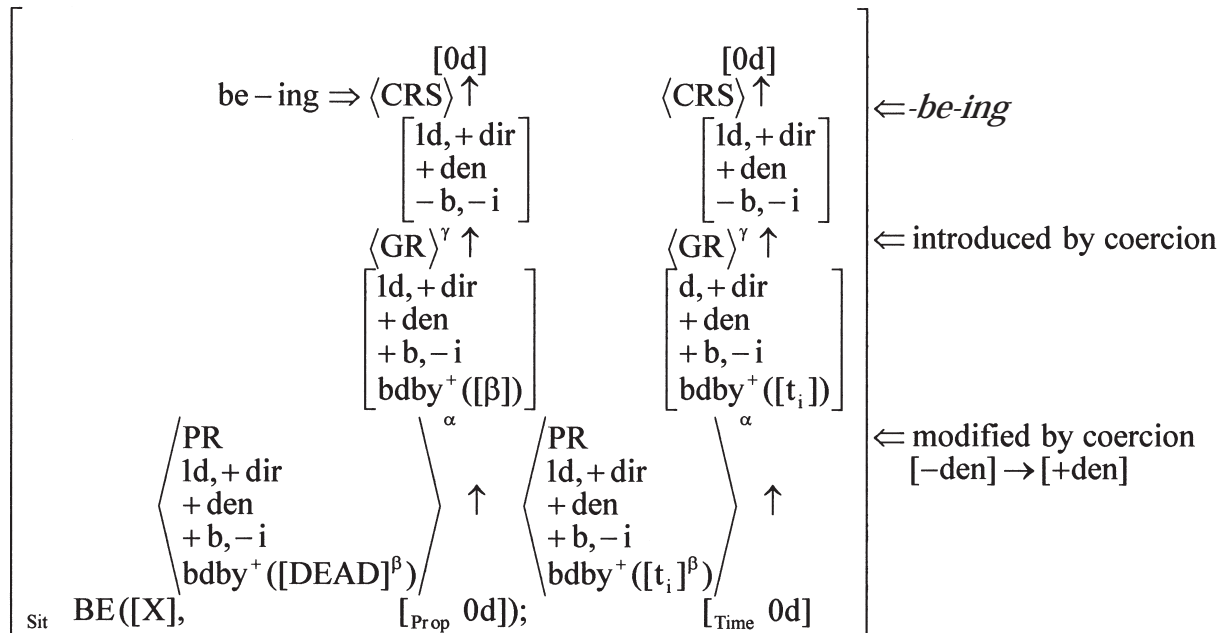 [0d] [0d]
be – ing ⇒ ⟨CRS⟩ ↑ ⟨CRS⟩ ↑ ⇐ -be-ing
[1d, + dir [1d, + dir
+ den + den
– b, – i] – b, – i]
⟨GR⟩^γ ↑ ⟨GR⟩^γ ↑ ⇐ introduced by coercion
[1d, + dir [d, + dir
+ den + den
+ b, – i + b, – i
bdby⁺([β])] bdby⁺([t_i])]
α α
⟨PR ⟨PR ⇐ modified by coercion
1d, + dir 1d, + dir [–den] → [+den]
+ den ↑ + den ↑
+ b, – i + b, – i
bdby⁺([DEAD]^β)⟩ bdby⁺([t_i]^β)⟩
Sit BE([X], [Prop 0d]); [Time 0d]